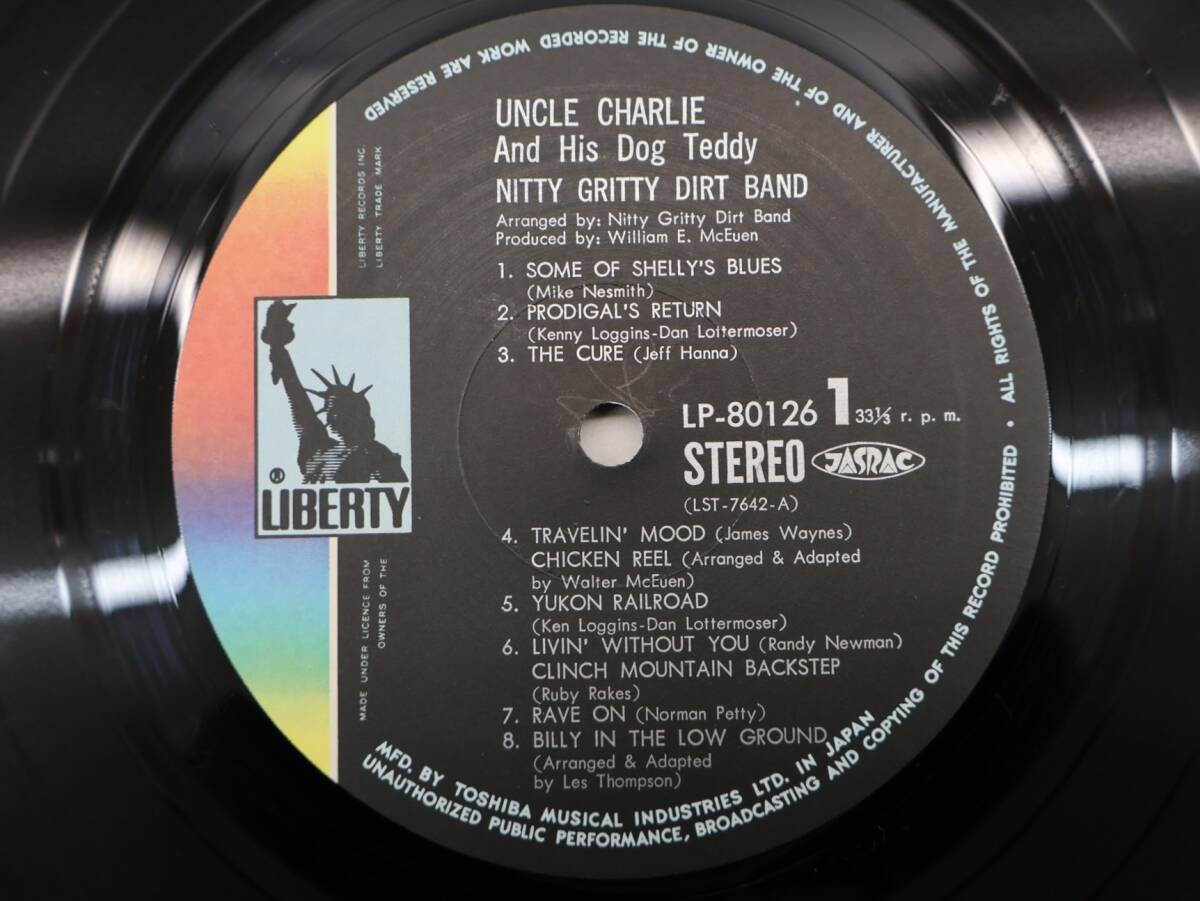 UNCLE CHARLIE
And His Dog Teddy
NITTY GRITTY DIRT BAND
Arranged by: Nitty Gritty Dirt Band
Produced by: William E. McEuen
1. SOME OF SHELLY'S BLUES
(Mike Nesmith)
2. PRODIGAL'S RETURN
(Kenny Loggins-Dan Lottermoser)
3. THE CURE (Jeff Hanna)
LP-80126 1 33⅓ r. p. m.
STEREO JASRAC
(LST-7642-A)
4. TRAVELIN' MOOD (James Waynes)
CHICKEN REEL (Arranged & Adapted
by Walter McEuen)
5. YUKON RAILROAD
(Ken Loggins-Dan Lottermoser)
6. LIVIN' WITHOUT YOU (Randy Newman)
CLINCH MOUNTAIN BACKSTEP
(Ruby Rakes)
7. RAVE ON (Norman Petty)
8. BILLY IN THE LOW GROUND
(Arranged & Adapted
by Les Thompson)
LIBERTY RECORDS INC.
LIBERTY TRADE MARK
® LIBERTY
MADE UNDER LICENCE FROM
OWNERS OF THE
MFD. BY TOSHIBA MUSICAL INDUSTRIES LTD. IN JAPAN
UNAUTHORIZED PUBLIC PERFORMANCE, BROADCASTING AND COPYING OF THIS RECORD PROHIBITED • ALL RIGHTS OF THE MANUFACTURER AND OF THE OWNER OF THE RECORDED WORK ARE RESERVED